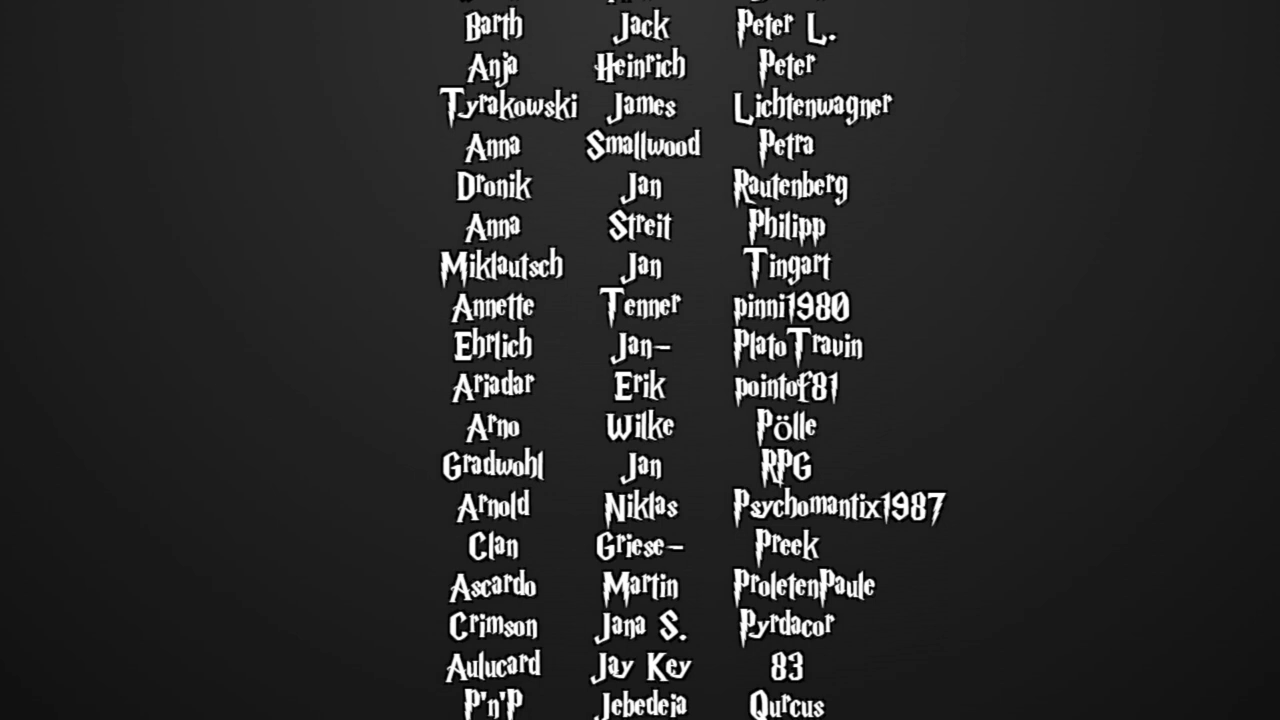 Barth Jack Peter L.
Anja Heinrich Peter
Tyrakowski James Lichtenwagner
Anna Smallwood Petra
Dronik Jan Rautenberg
Anna Streit Philipp
Miklautsch Jan Tingart
Annette Tenner pinni1980
Ehrlich Jan- PlatoTravin
Ariadar Erik pointof81
Arno Wilke Pölle
Gradwohl Jan RPG
Arnold Niklas Psychomantix1987
Clan Griese- Preek
Ascardo Martin ProletenPaule
Crimson Jana S. Pyrdacor
Aulucard Jay Key 83
P'n'P Jebedeia Qurcus